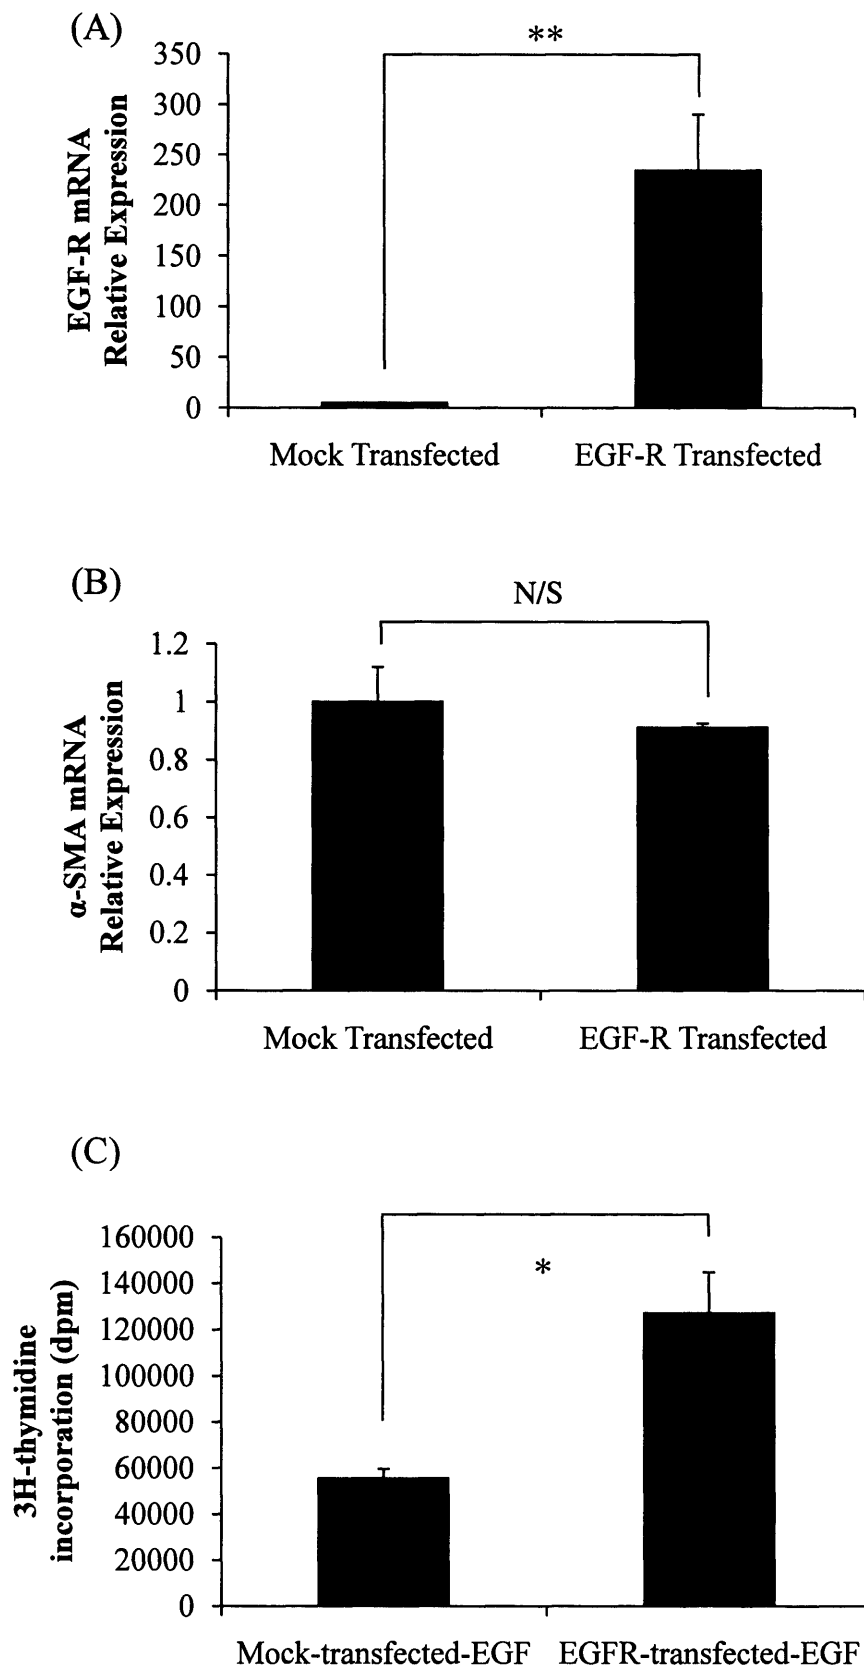 (A)
**
350
300
250
200
150
100
50
0
EGF-R mRNA
Relative Expression
Mock Transfected
EGF-R Transfected
(B)
N/S
1.2
1
0.8
0.6
0.4
0.2
0
α-SMA mRNA
Relative Expression
Mock Transfected
EGF-R Transfected
(C)
*
160000
140000
120000
100000
80000
60000
40000
20000
0
3H-thymidine
incorporation (dpm)
Mock-transfected-EGF
EGFR-transfected-EGF